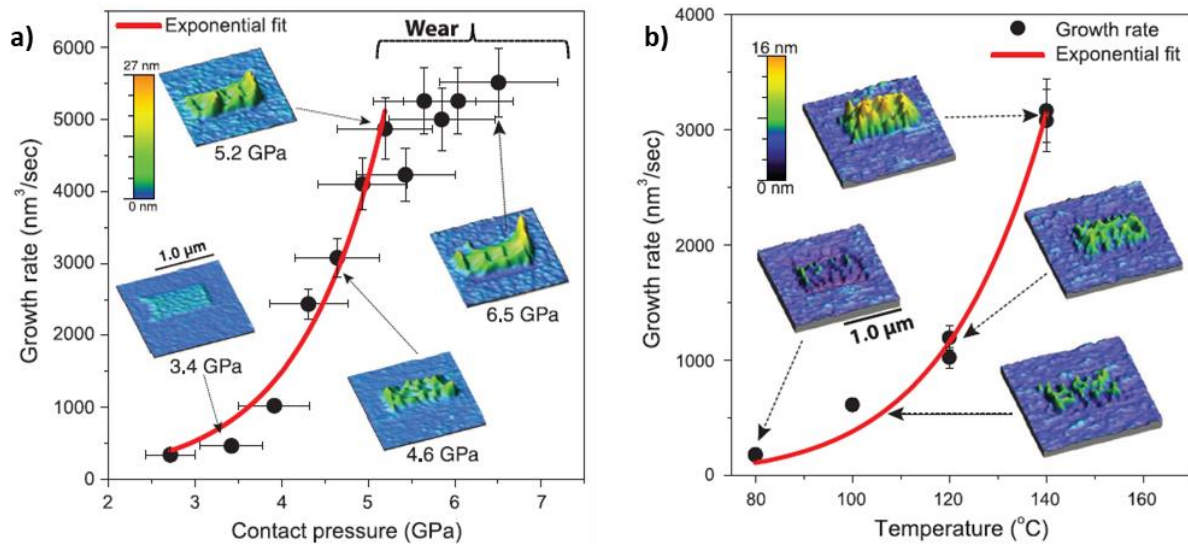 a)
Exponential fit
Wear
27 nm
0 nm
5.2 GPa
1.0 µm
3.4 GPa
6.5 GPa
4.6 GPa
Growth rate (nm³/sec)
6000
5000
4000
3000
2000
1000
0
2 3 4 5 6 7
Contact pressure (GPa)
b)
Growth rate
Exponential fit
16 nm
0 nm
1.0 µm
Growth rate (nm³/sec)
4000
3000
2000
1000
0
80 100 120 140 160
Temperature (°C)